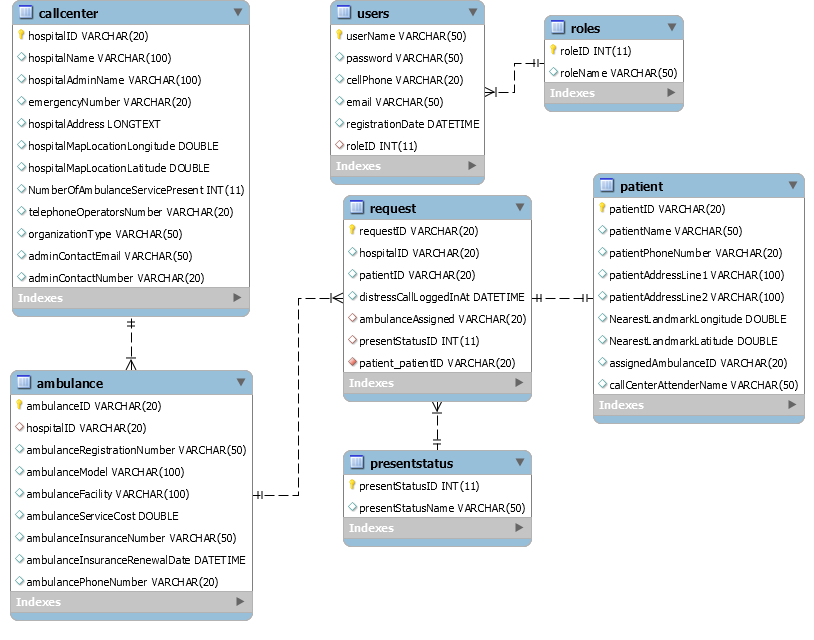 callcenter
hospitalID VARCHAR(20)
hospitalName VARCHAR(100)
hospitalAdminName VARCHAR(100)
emergencyNumber VARCHAR(20)
hospitalAddress LONGTEXT
hospitalMapLocationLongitude DOUBLE
hospitalMapLocationLatitude DOUBLE
NumberOfAmbulanceServicePresent INT(11)
telephoneOperatorsNumber VARCHAR(20)
organizationType VARCHAR(50)
adminContactEmail VARCHAR(50)
adminContactNumber VARCHAR(20)
Indexes
users
userName VARCHAR(50)
password VARCHAR(50)
cellPhone VARCHAR(20)
email VARCHAR(50)
registrationDate DATETIME
roleID INT(11)
Indexes
roles
roleID INT(11)
roleName VARCHAR(50)
Indexes
request
requestID VARCHAR(20)
hospitalID VARCHAR(20)
patientID VARCHAR(20)
distressCallLoggedInAt DATETIME
ambulanceAssigned VARCHAR(20)
presentStatusID INT(11)
patient_patientID VARCHAR(20)
Indexes
patient
patientID VARCHAR(20)
patientName VARCHAR(50)
patientPhoneNumber VARCHAR(20)
patientAddressLine1 VARCHAR(100)
patientAddressLine2 VARCHAR(100)
NearestLandmarkLongitude DOUBLE
NearestLandmarkLatitude DOUBLE
assignedAmbulanceID VARCHAR(20)
callCenterAttenderName VARCHAR(50)
Indexes
ambulance
ambulanceID VARCHAR(20)
hospitalID VARCHAR(20)
ambulanceRegistrationNumber VARCHAR(50)
ambulanceModel VARCHAR(100)
ambulanceFacility VARCHAR(100)
ambulanceServiceCost DOUBLE
ambulanceInsuranceNumber VARCHAR(50)
ambulanceInsuranceRenewalDate DATETIME
ambulancePhoneNumber VARCHAR(20)
Indexes
presentstatus
presentStatusID INT(11)
presentStatusName VARCHAR(50)
Indexes